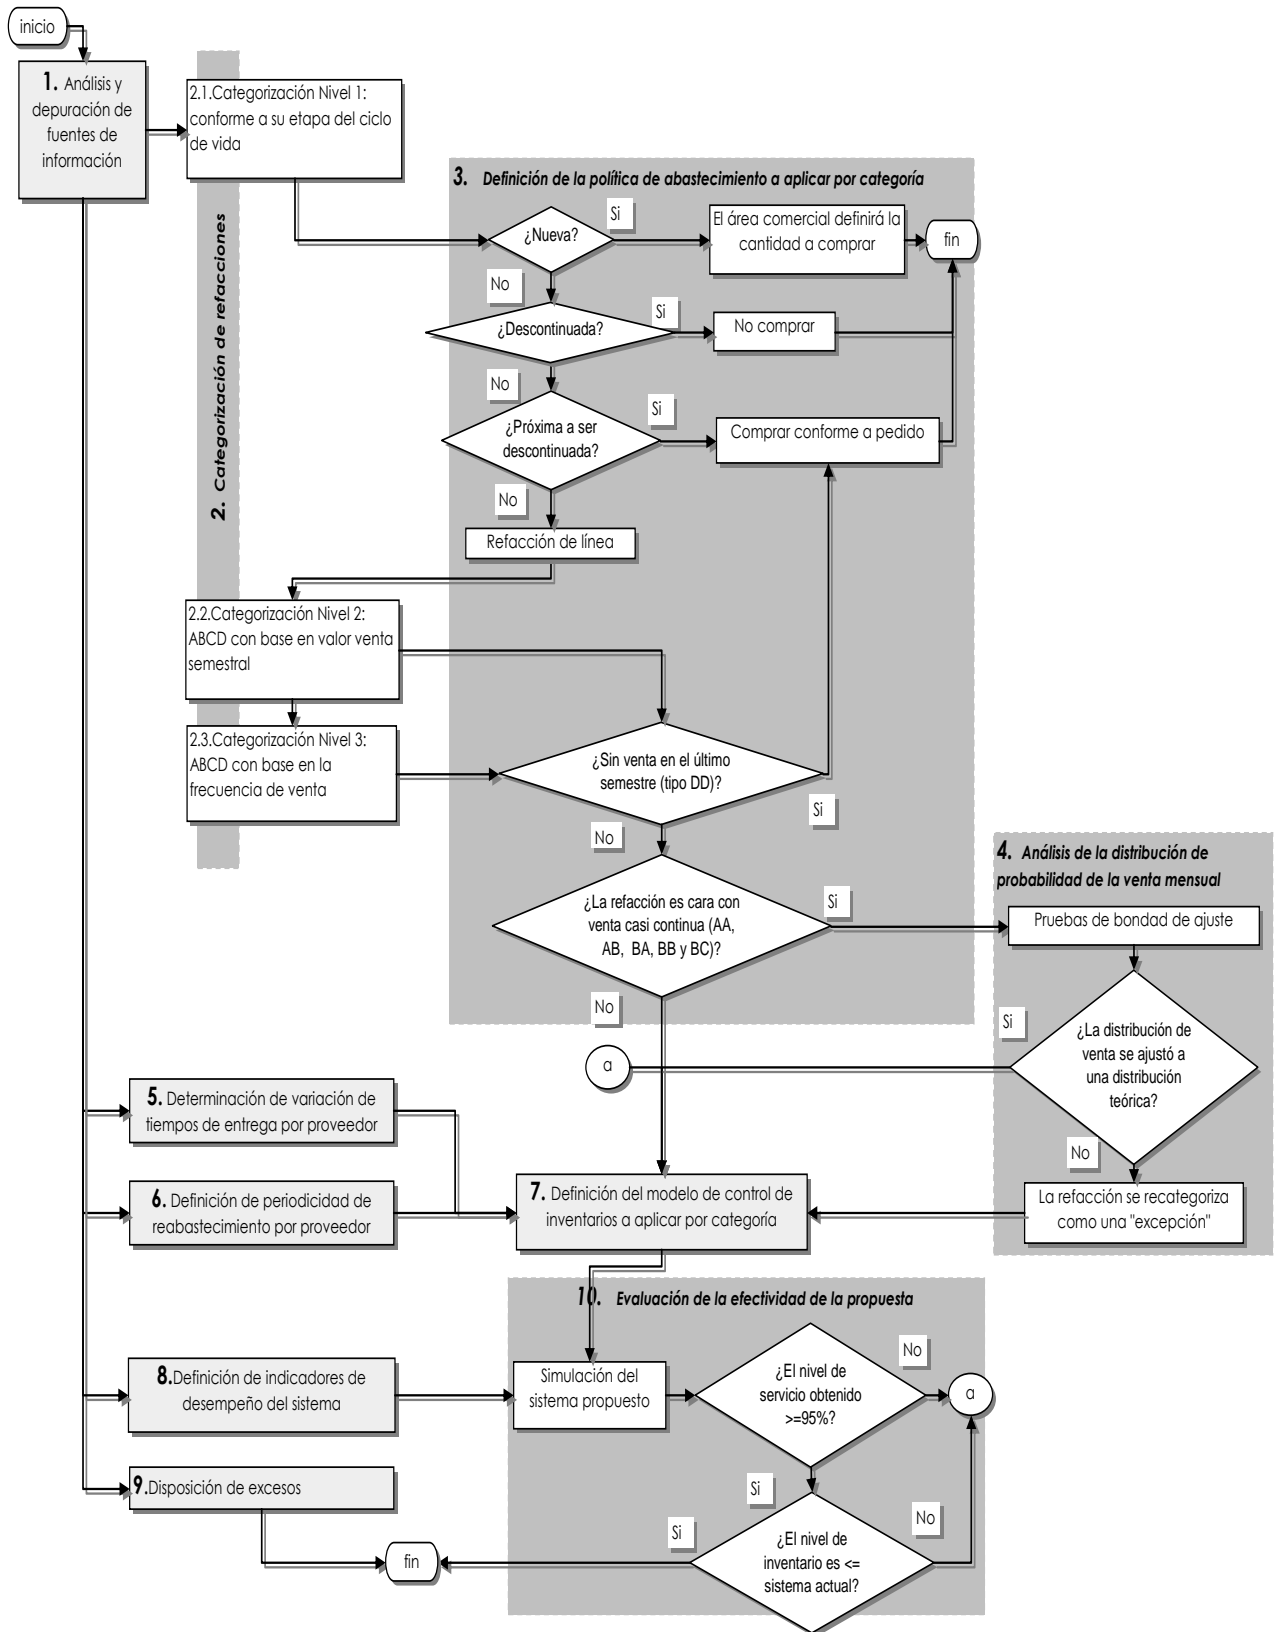 inicio
1. Análisis y
depuración de
fuentes de
información
2. Categorización de refacciones
2.1.Categorización Nivel 1:
conforme a su etapa del ciclo
de vida
3. Definición de la política de abastecimiento a aplicar por categoría
¿Nueva?
Si
El área comercial definirá la
cantidad a comprar
fin
No
¿Descontinuada?
Si
No comprar
No
¿Próxima a ser
descontinuada?
Si
Comprar conforme a pedido
No
Refacción de línea
2.2.Categorización Nivel 2:
ABCD con base en valor venta
semestral
2.3.Categorización Nivel 3:
ABCD con base en la
frecuencia de venta
¿Sin venta en el último
semestre (tipo DD)?
Si
No
¿La refacción es cara con
venta casi continua (AA,
AB, BA, BB y BC)?
Si
No
4. Análisis de la distribución de
probabilidad de la venta mensual
Pruebas de bondad de ajuste
Si
¿La distribución de
venta se ajustó a
una distribución
teórica?
a
No
La refacción se recategoriza
como una "excepción"
5. Determinación de variación de
tiempos de entrega por proveedor
6. Definición de periodicidad de
reabastecimiento por proveedor
7. Definición del modelo de control de
inventarios a aplicar por categoría
10. Evaluación de la efectividad de la propuesta
8.Definición de indicadores de
desempeño del sistema
Simulación del
sistema propuesto
¿El nivel de
servicio obtenido
>=95%?
No
a
Si
9.Disposición de excesos
fin
Si
¿El nivel de
inventario es <=
sistema actual?
No